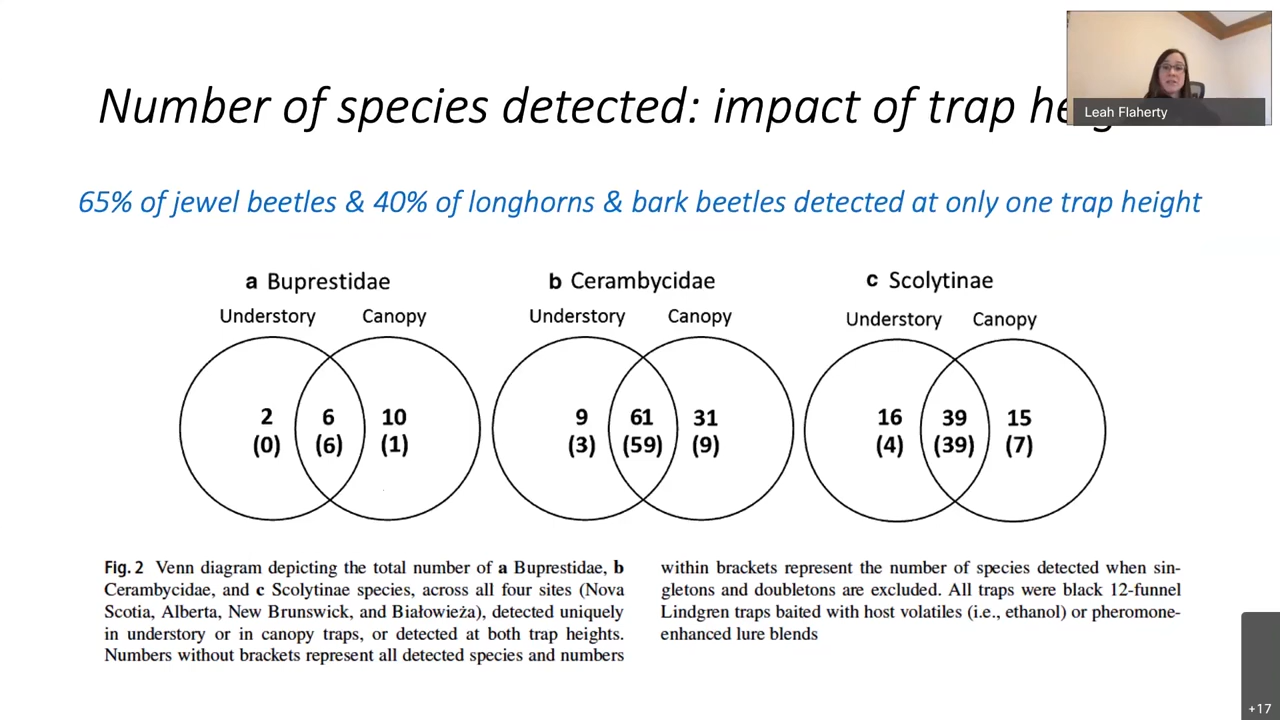 Number of species detected: impact of trap
Leah Flaherty
65% of jewel beetles & 40% of longhorns & bark beetles detected at only one trap height
a Buprestidae
Understory Canopy
2 6 10
(0) (6) (1)
b Cerambycidae
Understory Canopy
9 61 31
(3) (59) (9)
c Scolytinae
Understory Canopy
16 39 15
(4) (39) (7)
Fig. 2 Venn diagram depicting the total number of a Buprestidae, b
Cerambycidae, and c Scolytinae species, across all four sites (Nova
Scotia, Alberta, New Brunswick, and Białowieża), detected uniquely
in understory or in canopy traps, or detected at both trap heights.
Numbers without brackets represent all detected species and numbers
within brackets represent the number of species detected when sin-
gletons and doubletons are excluded. All traps were black 12-funnel
Lindgren traps baited with host volatiles (i.e., ethanol) or pheromone-
enhanced lure blends
+17